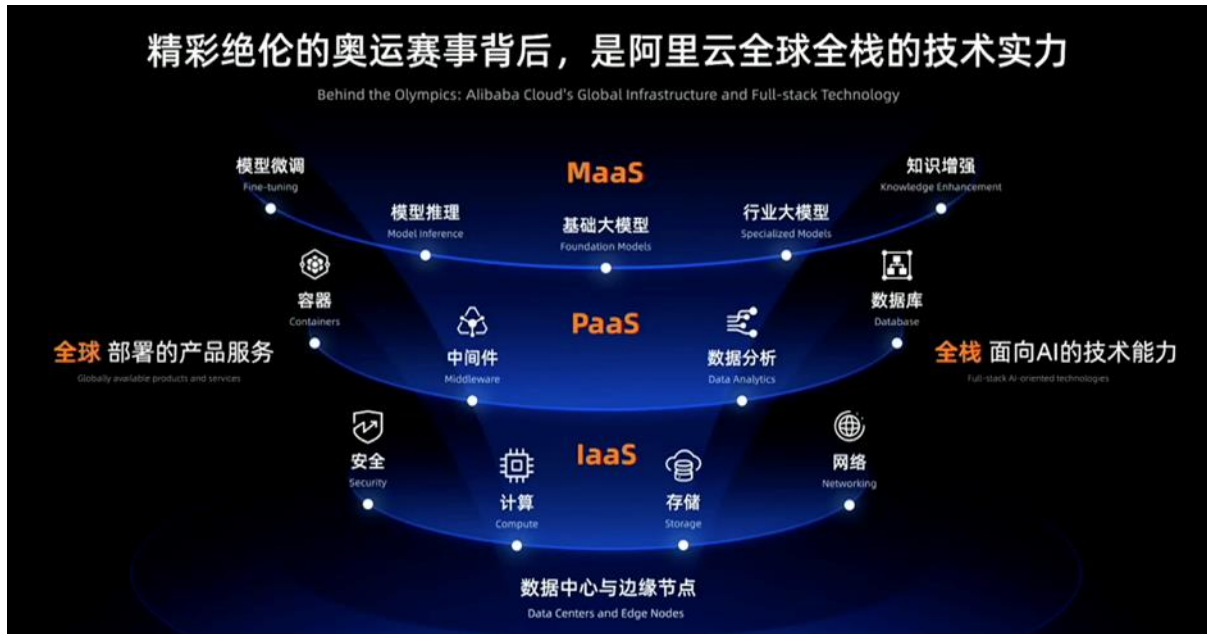 精彩绝伦的奥运赛事背后，是阿里云全球全栈的技术实力
Behind the Olympics: Alibaba Cloud's Global Infrastructure and Full-stack Technology
MaaS
模型微调
Fine-tuning
模型推理
Model Inference
基础大模型
Foundation Models
行业大模型
Specialized Models
知识增强
Knowledge Enhancement
PaaS
容器
Containers
中间件
Middleware
数据分析
Data Analytics
数据库
Database
全球 部署的产品服务
Globally available products and services
全栈 面向AI的技术能力
Full-stack AI-oriented technologies
IaaS
安全
Security
计算
Compute
存储
Storage
网络
Networking
数据中心与边缘节点
Data Centers and Edge Nodes